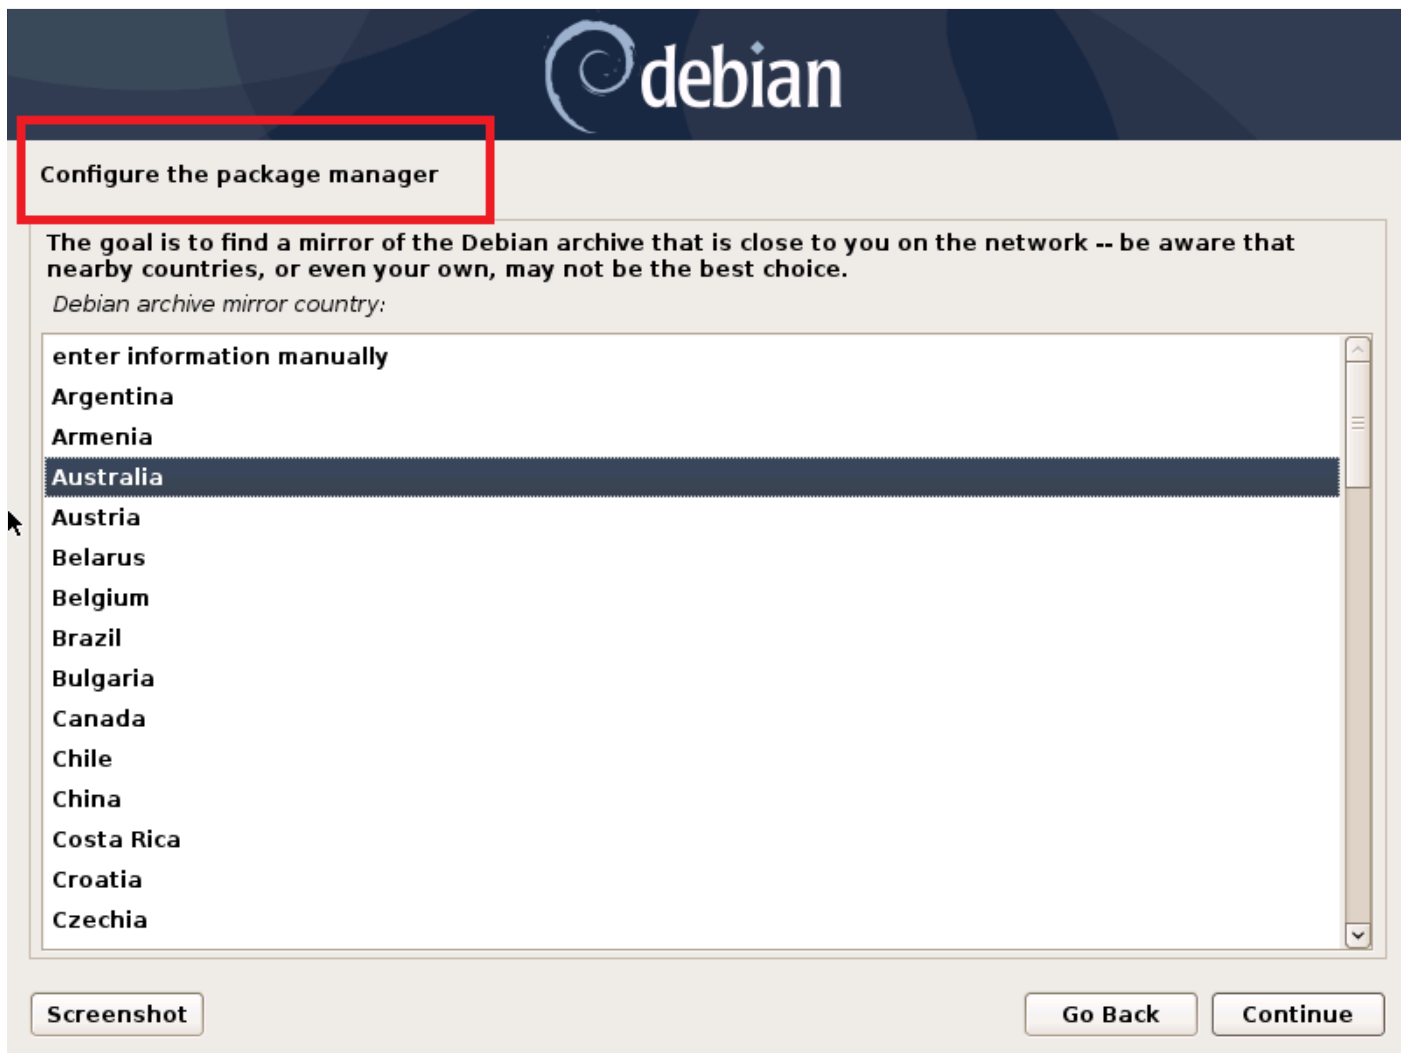 debian
Configure the package manager
The goal is to find a mirror of the Debian archive that is close to you on the network -- be aware that
nearby countries, or even your own, may not be the best choice.
Debian archive mirror country:
enter information manually
Argentina
Armenia
Australia
Austria
Belarus
Belgium
Brazil
Bulgaria
Canada
Chile
China
Costa Rica
Croatia
Czechia
Screenshot
Go Back
Continue